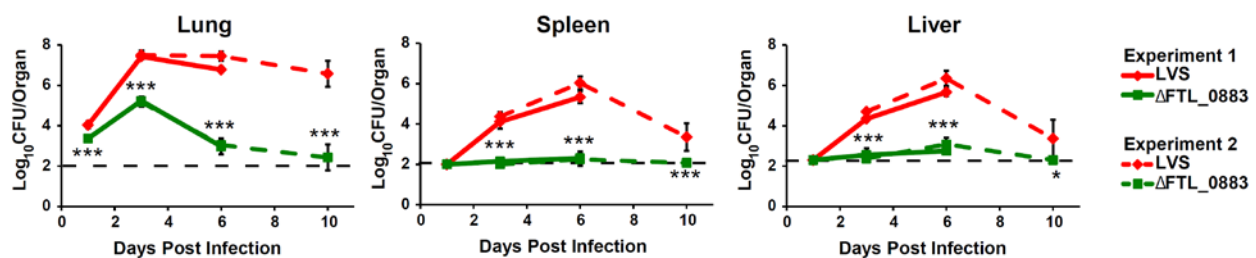 Lung
Log10CFU/Organ
8
6
4
2
0
***
***
***
***
0 2 4 6 8 10
Days Post Infection
Spleen
Log10CFU/Organ
8
6
4
2
0
***
***
***
0 2 4 6 8 10
Days Post Infection
Liver
Log10CFU/Organ
8
6
4
2
0
***
***
*
0 2 4 6 8 10
Days Post Infection
Experiment 1
LVS
ΔFTL_0883
Experiment 2
LVS
ΔFTL_0883